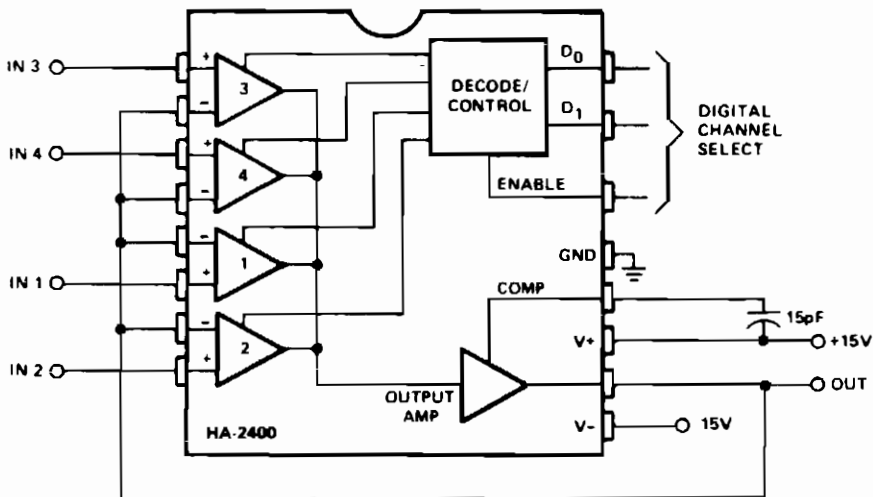 IN 3
+
-
3
IN 4
+
-
4
-
+
1
IN 1
-
+
2
IN 2
DECODE/
CONTROL
D0
D1
ENABLE
DIGITAL
CHANNEL
SELECT
GND
COMP
15pF
V+
+15V
OUTPUT
AMP
OUT
V-
15V
HA-2400